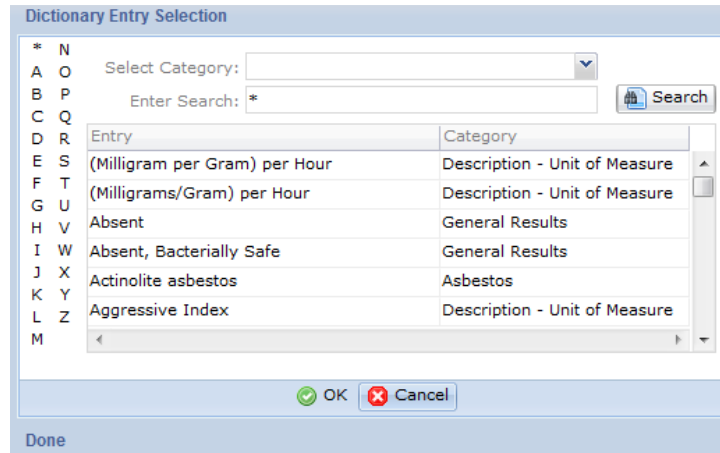 Dictionary Entry Selection
* N
A O
B P
C Q
D R
E S
F T
G U
H V
I W
J X
K Y
L Z
M
Select Category:
Enter Search: * Search
Entry Category
(Milligram per Gram) per Hour Description - Unit of Measure
(Milligrams/Gram) per Hour Description - Unit of Measure
Absent General Results
Absent, Bacterially Safe General Results
Actinolite asbestos Asbestos
Aggressive Index Description - Unit of Measure
OK Cancel
Done